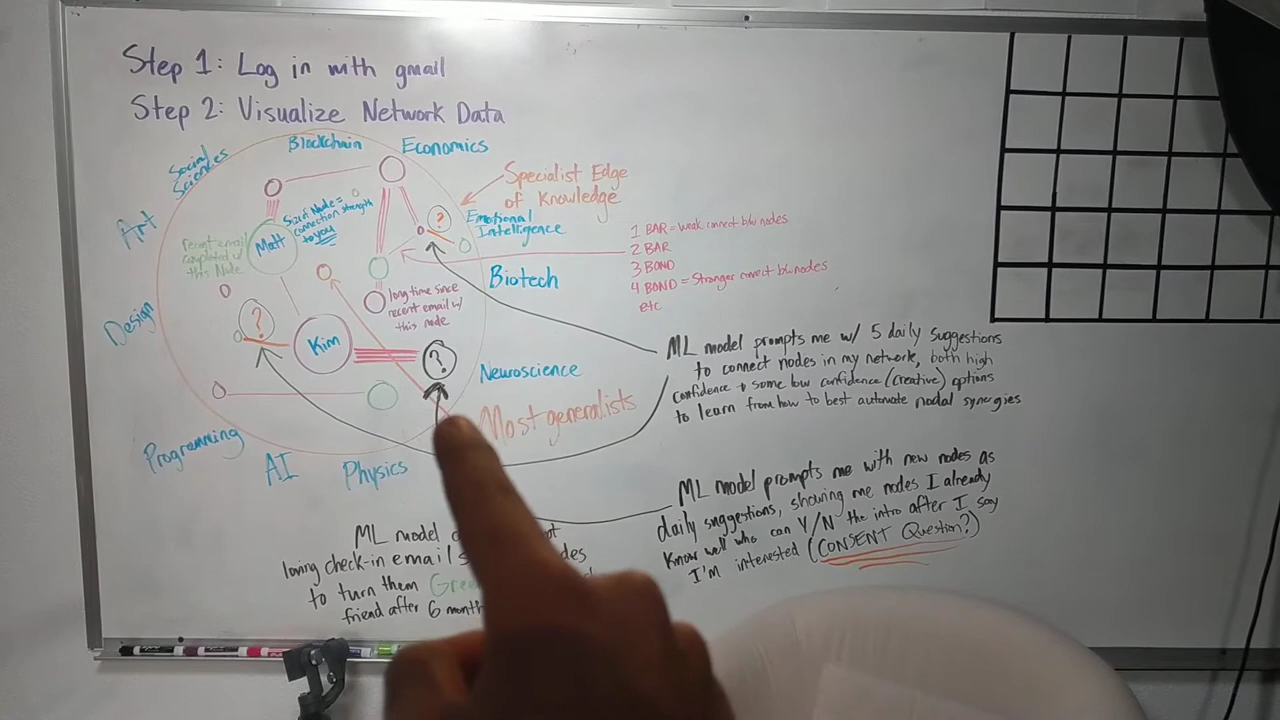 Step 1: Log in with gmail
Step 2: Visualize Network Data
Blockchain
Economics
Social
Sciences
Art
Design
Programming
AI
Physics
Neuroscience
Biotech
Emotional
Intelligence
Specialist Edge
of Knowledge
Most generalists
Size of Node =
connection strength
to you
Matt
recent email
completed w/
this Node
Kim
long time since
recent email w/
this node
?
?
?
1 BAR = weak connect b/w nodes
2 BAR
3 BOND
4 BOND = Stronger connect b/w nodes
etc
ML model prompts me w/ 5 daily suggestions
to connect nodes in my network, both high
confidence + some low confidence (creative) options
to learn from how to best automate nodal synergies
ML model prompts me with new nodes as
daily suggestions, showing me nodes I already
know well who can Y/N the intro after I say
I'm interested (CONSENT Question?)
ML model
loving check-in email
to turn them
friend after 6 month